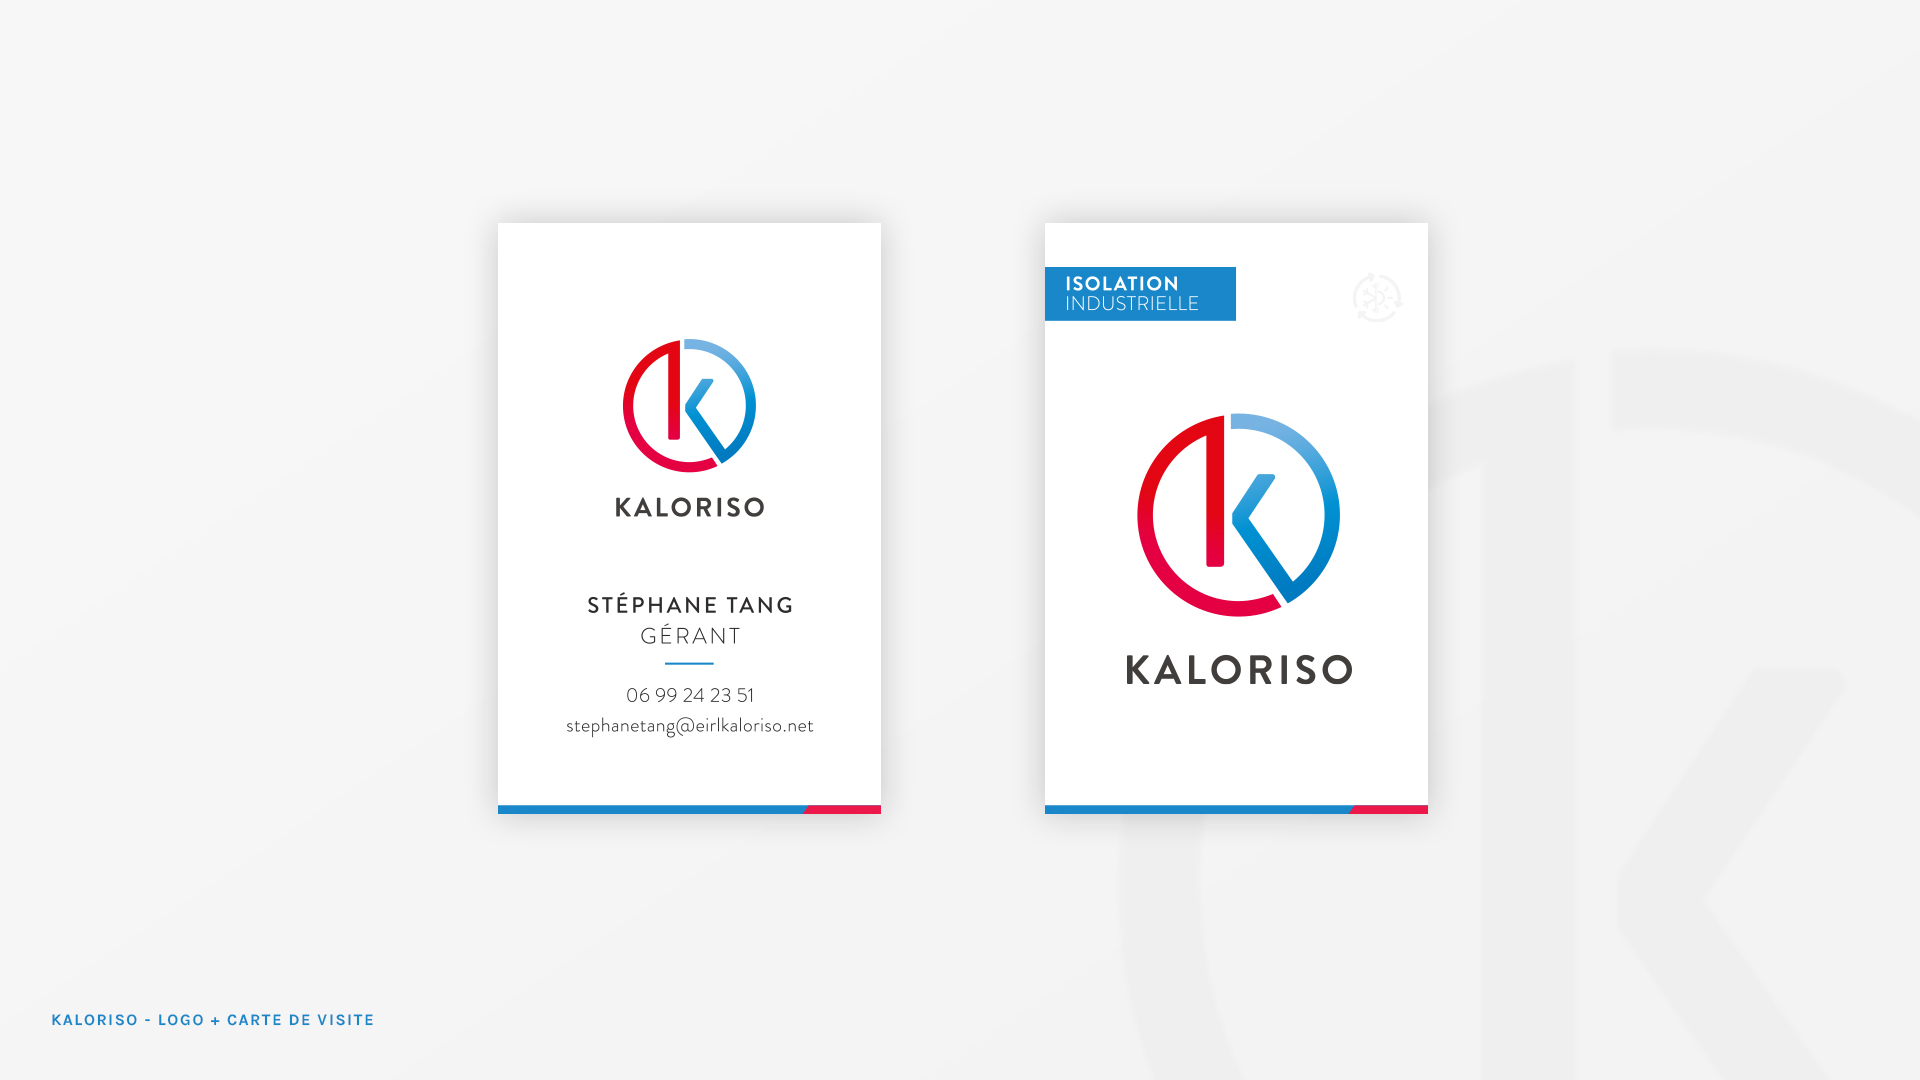 KALORISO
STÉPHANE TANG
GÉRANT
06 99 24 23 51
stephanetang@eirlkaloriso.net
ISOLATION
INDUSTRIELLE
KALORISO
KALORISO - LOGO + CARTE DE VISITE